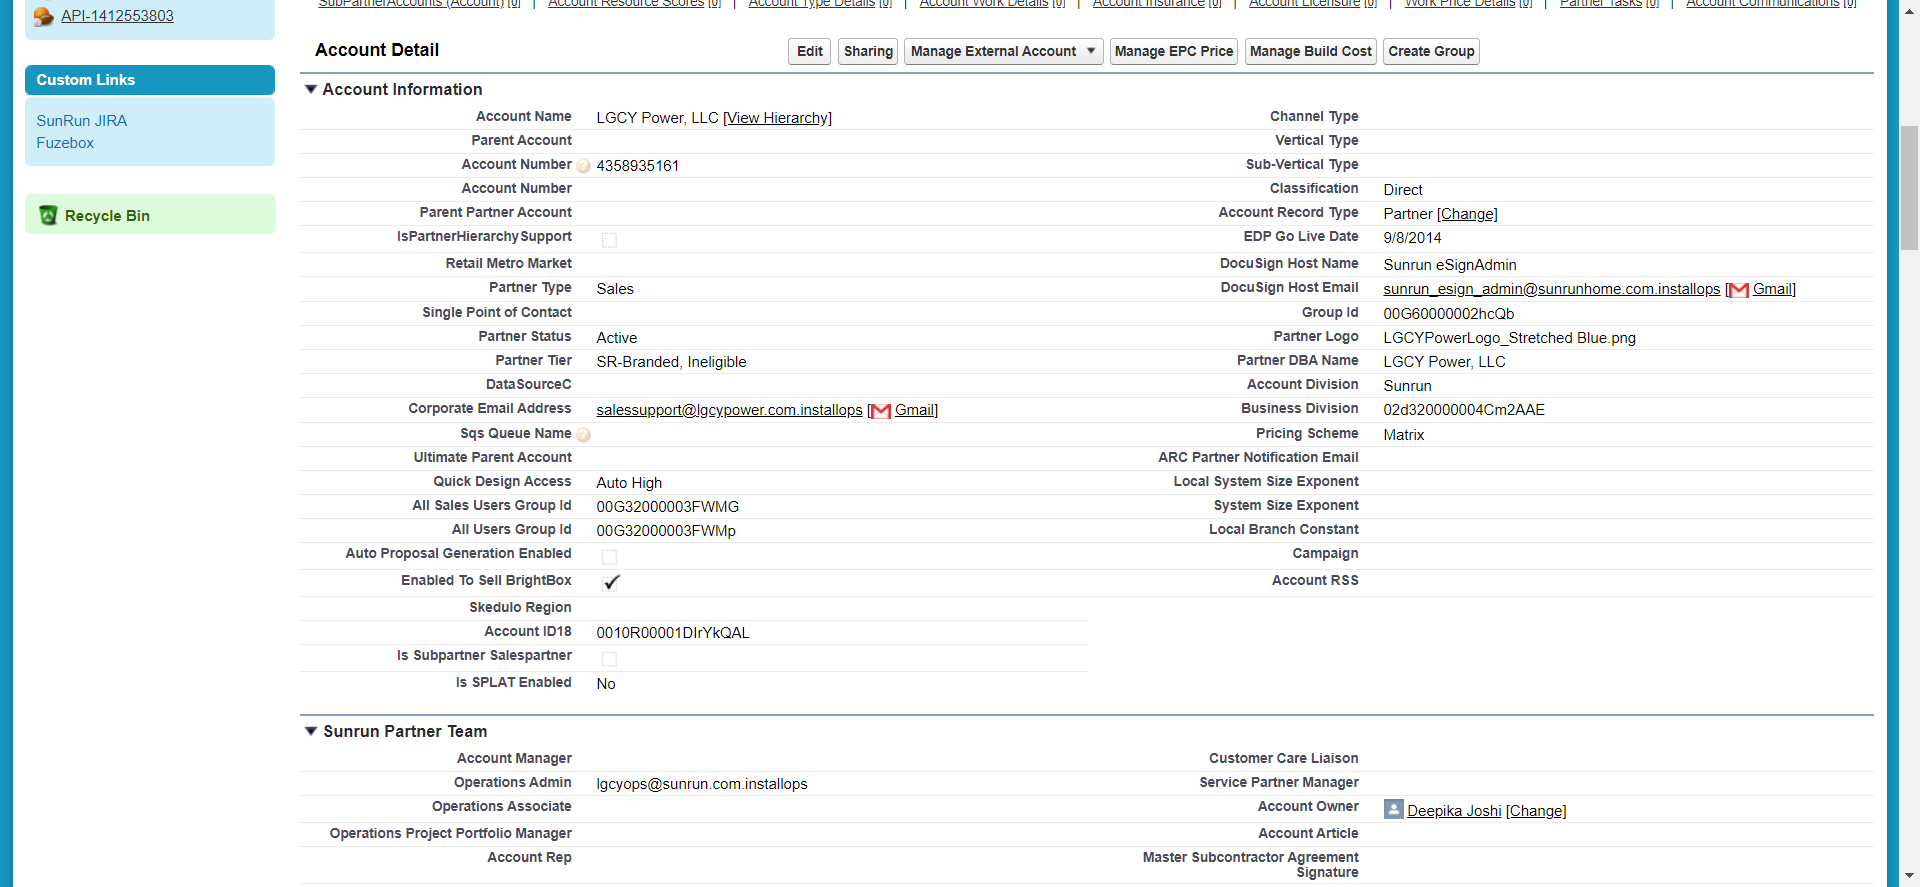 SubPartnerAccounts (Account) [0] | Account Resource Scores [0] | Account Type Details [0] | Account Work Details [0] | Account Insurance [0] | Account Licensure [0] | Work Price Details [0] | Partner Tasks [0] | Account Communications [0]
API-1412553803
Custom Links
SunRun JIRA
Fuzebox
Recycle Bin
Account Detail
Edit Sharing Manage External Account Manage EPC Price Manage Build Cost Create Group
Account Information
Account Name LGCY Power, LLC [View Hierarchy] Channel Type
Parent Account Vertical Type
Account Number ? 4358935161 Sub-Vertical Type
Account Number Classification Direct
Parent Partner Account Account Record Type Partner [Change]
IsPartnerHierarchySupport EDP Go Live Date 9/8/2014
Retail Metro Market DocuSign Host Name Sunrun eSignAdmin
Partner Type Sales DocuSign Host Email sunrun_esign_admin@sunrunhome.com.installops [Gmail]
Single Point of Contact Group Id 00G60000002hcQb
Partner Status Active Partner Logo LGCYPowerLogo_Stretched Blue.png
Partner Tier SR-Branded, Ineligible Partner DBA Name LGCY Power, LLC
DataSourceC Account Division Sunrun
Corporate Email Address salessupport@lgcypower.com.installops [Gmail] Business Division 02d320000004Cm2AAE
Sqs Queue Name ? Pricing Scheme Matrix
Ultimate Parent Account ARC Partner Notification Email
Quick Design Access Auto High Local System Size Exponent
All Sales Users Group Id 00G32000003FWMG System Size Exponent
All Users Group Id 00G32000003FWMp Local Branch Constant
Auto Proposal Generation Enabled Campaign
Enabled To Sell BrightBox Account RSS
Skedulo Region
Account ID18 0010R00001DIrYkQAL
Is Subpartner Salespartner
Is SPLAT Enabled No
Sunrun Partner Team
Account Manager Customer Care Liaison
Operations Admin lgcyops@sunrun.com.installops Service Partner Manager
Operations Associate Account Owner Deepika Joshi [Change]
Operations Project Portfolio Manager Account Article
Account Rep Master Subcontractor Agreement
Signature